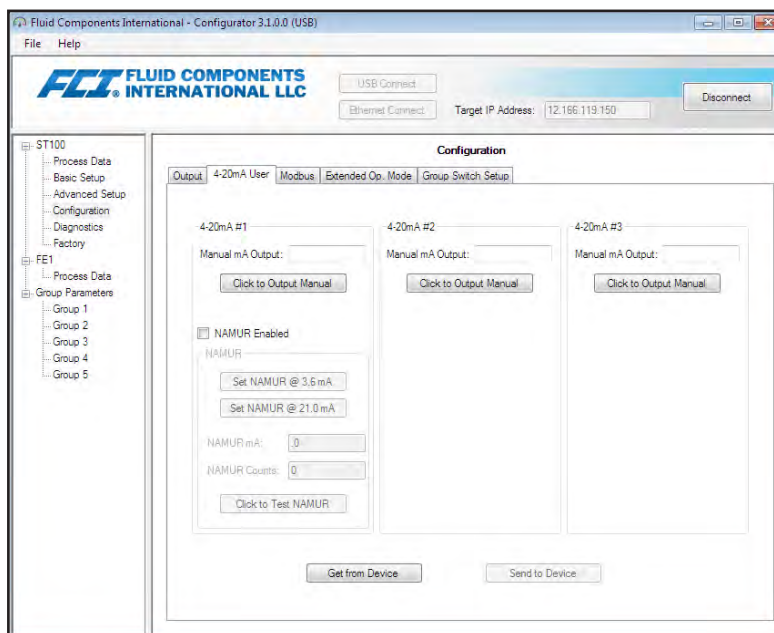 Fluid Components International - Configurator 3.1.0.0 (USB)
File Help
FCI. FLUID COMPONENTS
INTERNATIONAL LLC
USB Connect
Ethernet Connect
Target IP Address: 12.166.119.150
Disconnect
ST100
Process Data
Basic Setup
Advanced Setup
Configuration
Diagnostics
Factory
FE1
Process Data
Group Parameters
Group 1
Group 2
Group 3
Group 4
Group 5
Configuration
Output 4-20mA User Modbus Extended Op. Mode Group Switch Setup
4-20mA #1
Manual mA Output:
Click to Output Manual
NAMUR Enabled
NAMUR
Set NAMUR @ 3.6 mA
Set NAMUR @ 21.0 mA
NAMUR mA: .0
NAMUR Counts: 0
Click to Test NAMUR
4-20mA #2
Manual mA Output:
Click to Output Manual
4-20mA #3
Manual mA Output:
Click to Output Manual
Get from Device
Send to Device